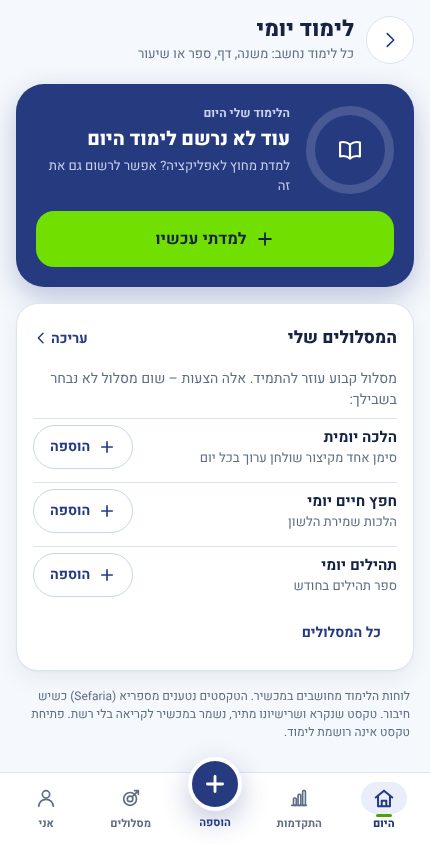 לימוד יומי
כל לימוד נחשב: משנה, דף, ספר או שיעור
הלימוד שלי היום
עוד לא נרשם לימוד היום
למדת מחוץ לאפליקציה? אפשר לרשום גם את
זה
למדתי עכשיו
המסלולים שלי
עריכה
מסלול קבוע עוזר להתמיד. אלה הצעות – שום מסלול לא נבחר
בשבילך:
הלכה יומית
סימן אחד מקיצור שולחן ערוך בכל יום
הוספה
חפץ חיים יומי
הלכות שמירת הלשון
הוספה
תהילים יומי
ספר תהילים בחודש
הוספה
כל המסלולים
לוחות הלימוד מחושבים במכשיר. הטקסטים נטענים מספריא (Sefaria) כשיש
חיבור. טקסט שנקרא ושרישיונו מתיר, נשמר במכשיר לקריאה בלי רשת. פתיחת
טקסט אינה רושמת לימוד.
היום
התקדמות
הוספה
מסלולים
אני